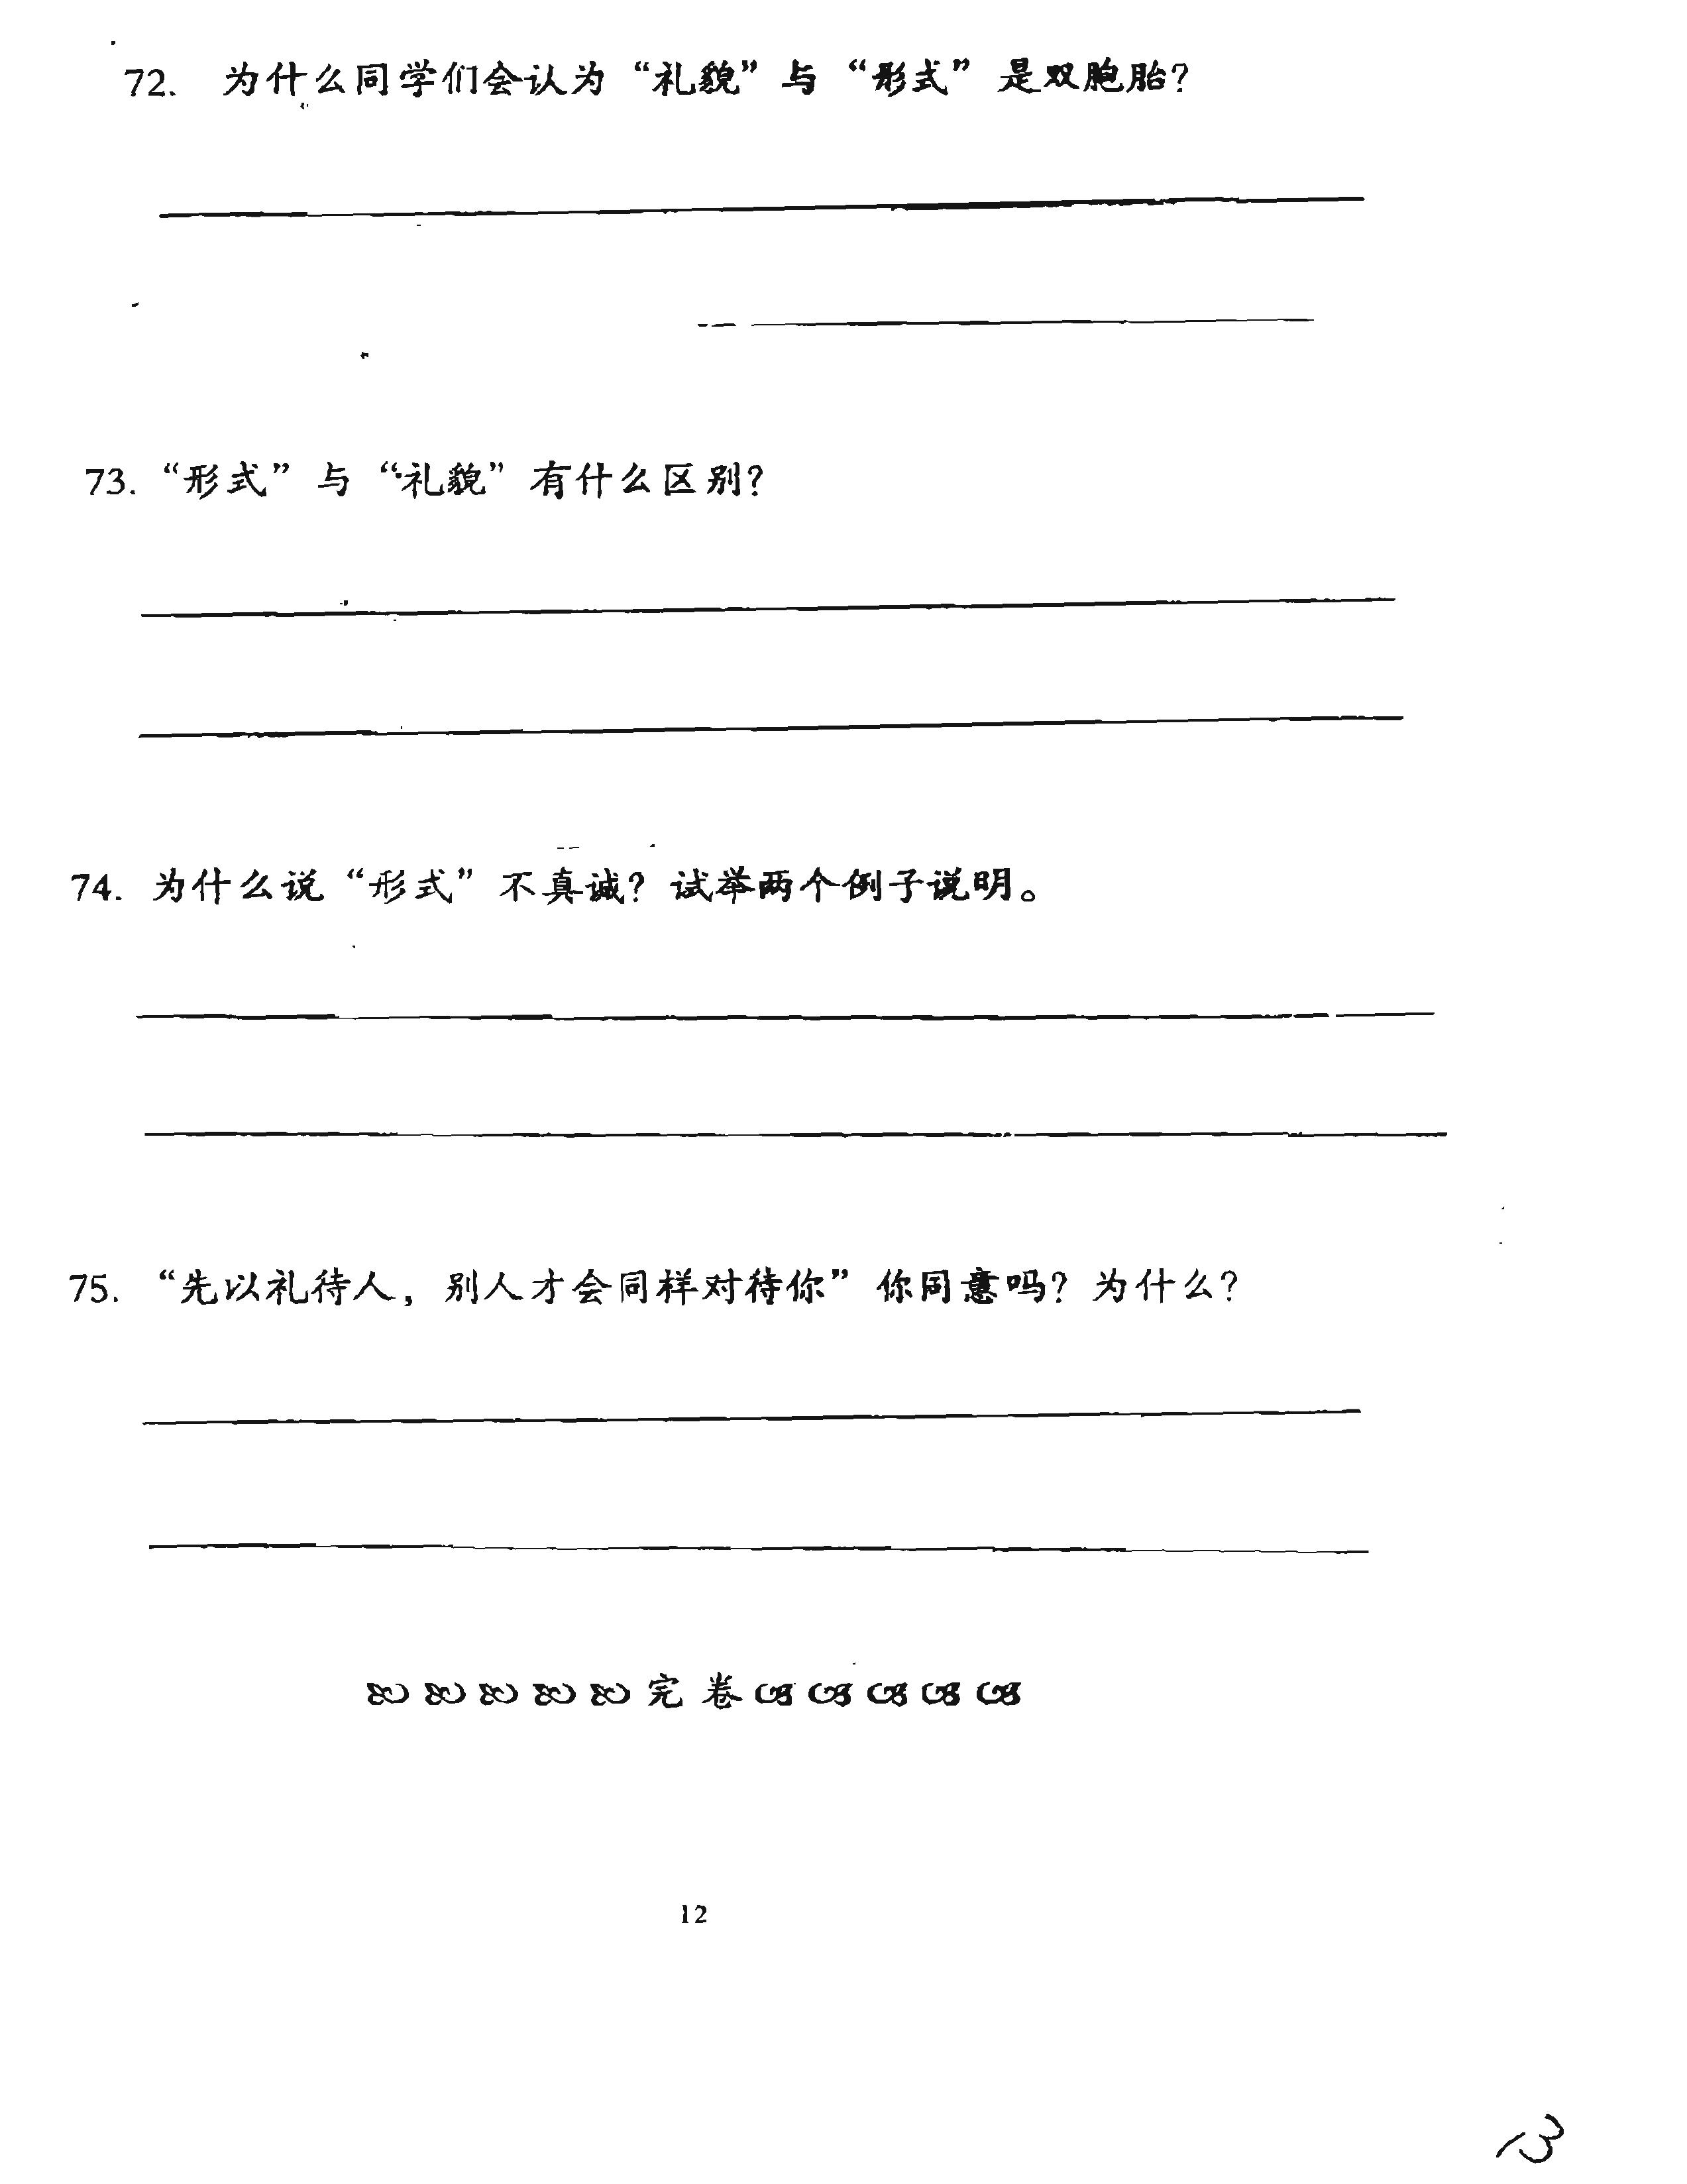 72. 为什么同学们会认为“礼貌”与“形式”是双胞胎?
73. “形式”与“礼貌”有什么区别?
74. 为什么说“形式”不真诚? 试举两个例子说明。
75. “先以礼待人，别人才会同样对待你”你同意吗? 为什么?
完 卷
12
13